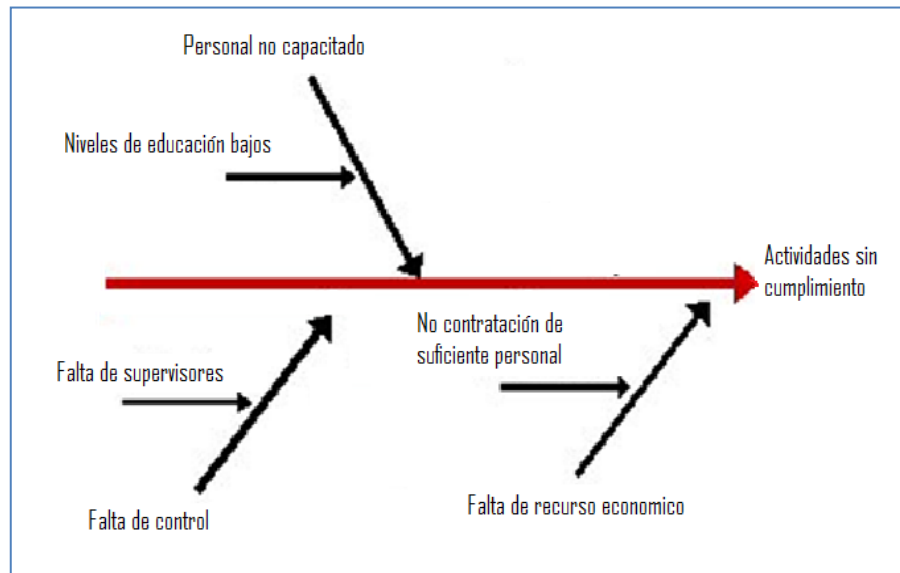 Personal no capacitado
Niveles de educación bajos
Actividades sin
cumplimiento
No contratación de
suficiente personal
Falta de supervisores
Falta de recurso economico
Falta de control